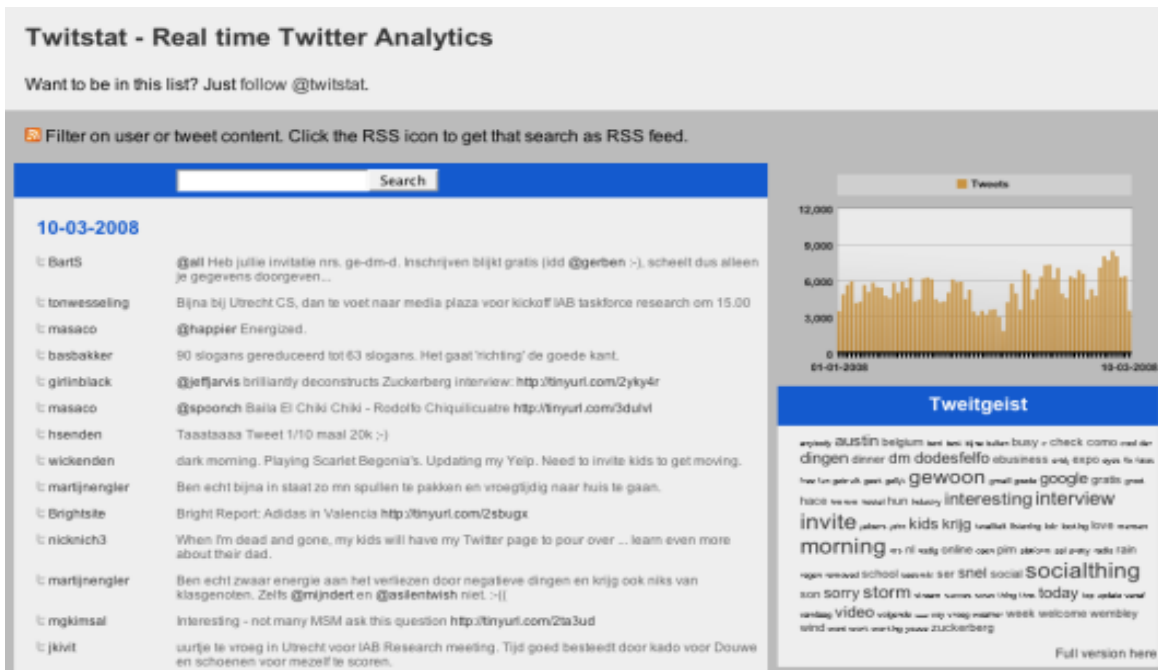 Twitstat - Real time Twitter Analytics
Want to be in this list? Just follow @twitstat.
Filter on user or tweet content. Click the RSS icon to get that search as RSS feed.
Search
10-03-2008
BartS @all Heb jullie invitatie nrs. ge-dm-d. Inschrijven blijkt gratis (idd @gerben :-), scheelt dus alleen
je gegevens doorgeven...
tonwesseling Bijna bij Utrecht CS, dan te voet naar media plaza voor kickoff IAB taskforce research om 15.00
masaco @happier Energized.
basbakker 90 slogans gereduceerd tot 63 slogans. Het gaat 'richting' de goede kant.
girlinblack @jeffjarvis brilliantly deconstructs Zuckerberg interview: http://tinyurl.com/2yky4r
masaco @spoonch Baila El Chiki Chiki - Rodolfo Chiquilicuatre http://tinyurl.com/3dulvl
hsenden Taaataaaa Tweet 1/10 maal 20k ;-)
wickenden dark morning. Playing Scarlet Begonia's. Updating my Yelp. Need to invite kids to get moving.
martijnengler Ben echt bijna in staat zo mn spullen te pakken en vroegtijdig naar huis te gaan.
Brightsite Bright Report: Adidas in Valencia http://tinyurl.com/2sbugx
nicknich3 When I'm dead and gone, my kids will have my Twitter page to pour over ... learn even more
about their dad.
martijnengler Ben echt zwaar energie aan het verliezen door negatieve dingen en krijg ook niks van
klasgenoten. Zelfs @mijndert en @asilentwish niet. :-((
mgkimsal Interesting - not many MSM ask this question http://tinyurl.com/2ta3ud
jkivit uurtje te vroeg in Utrecht voor IAB Research meeting. Tijd goed besteedt door kado voor Douwe
en schoenen voor mezelf te scoren.
Tweets
12,000
9,000
6,000
3,000
0
01-01-2008 10-03-2008
Tweitgeist
anybody austin belgium busy check como
dingen dinner dm dodesfelfo ebusiness expo
gewoon google gratis
hace hun interesting interview
invite kids krijg love
morning nl online pim rain
school ser snel social socialthing
son sorry storm today
video week welcome wembley
wind zuckerberg
Full version here